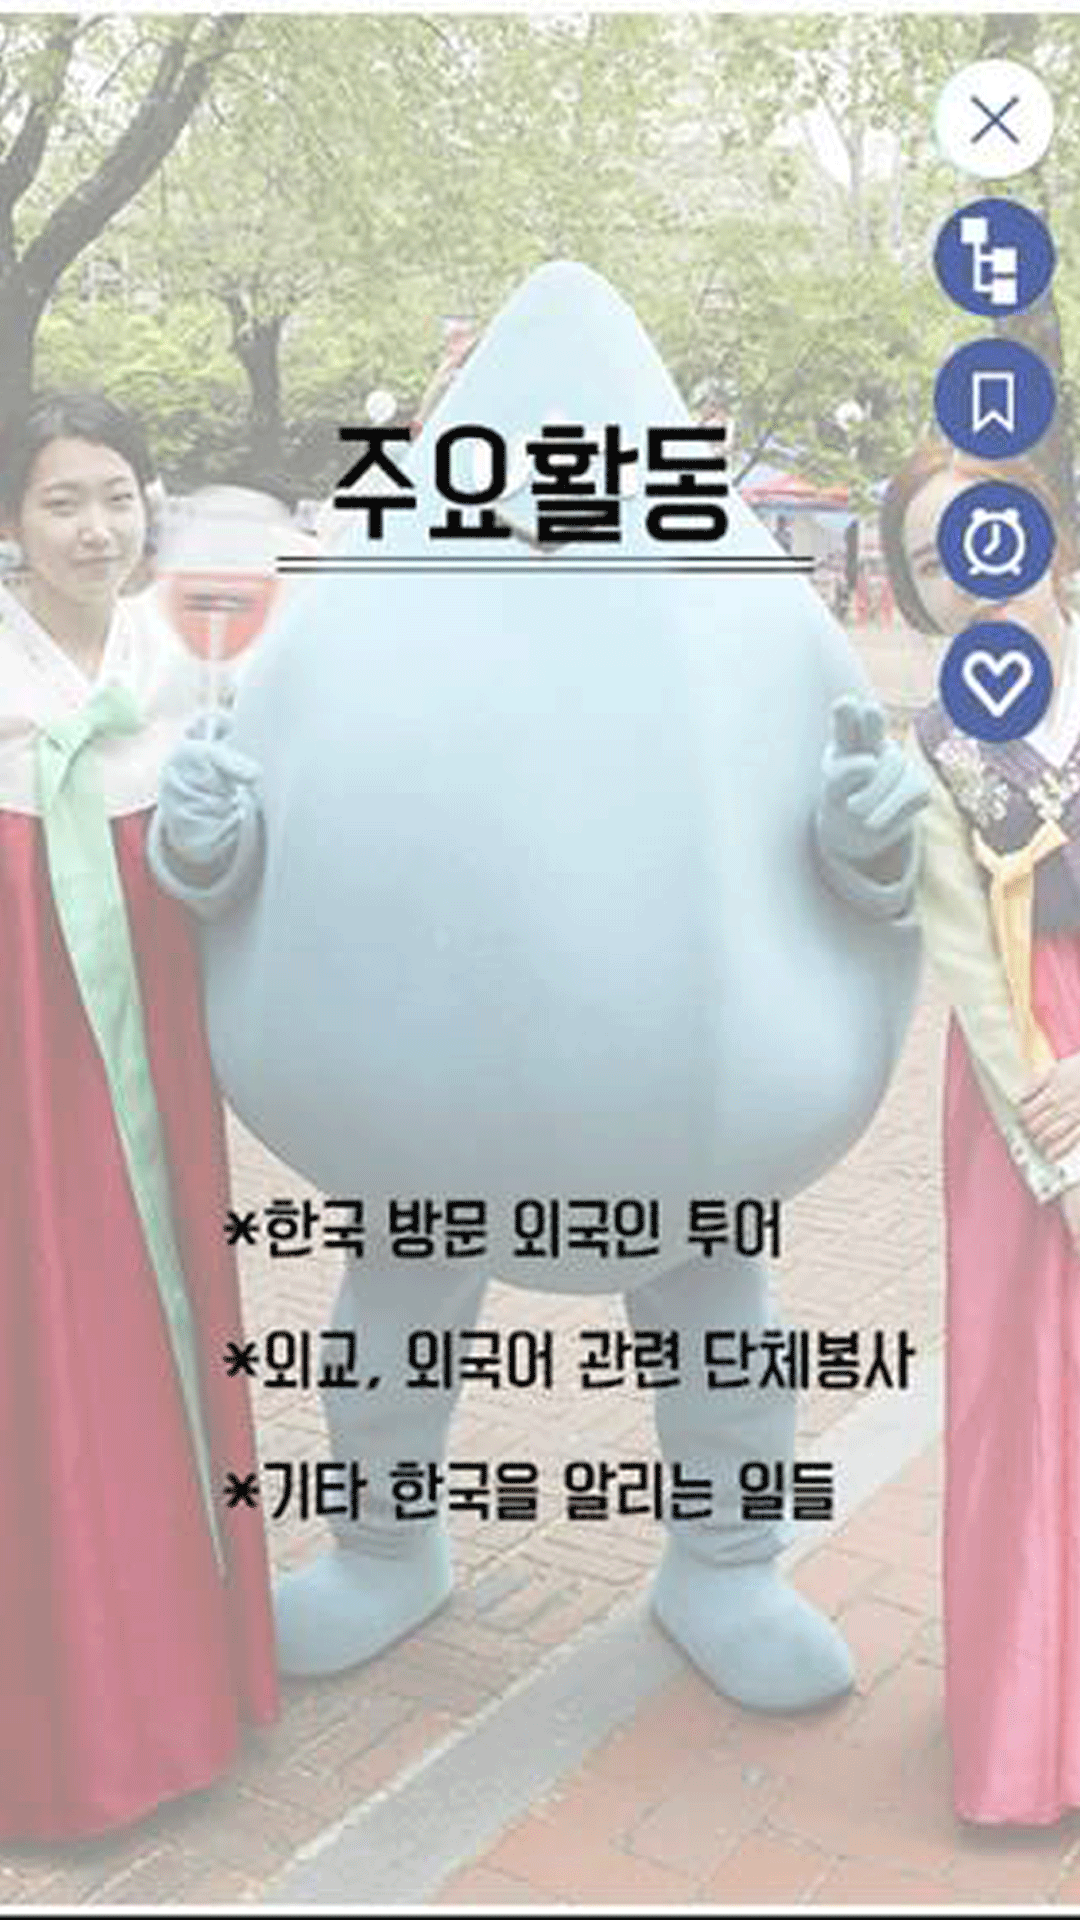 주요활동
*한국 방문 외국인 투어
*외교, 외국어 관련 단체봉사
*기타 한국을 알리는 일들